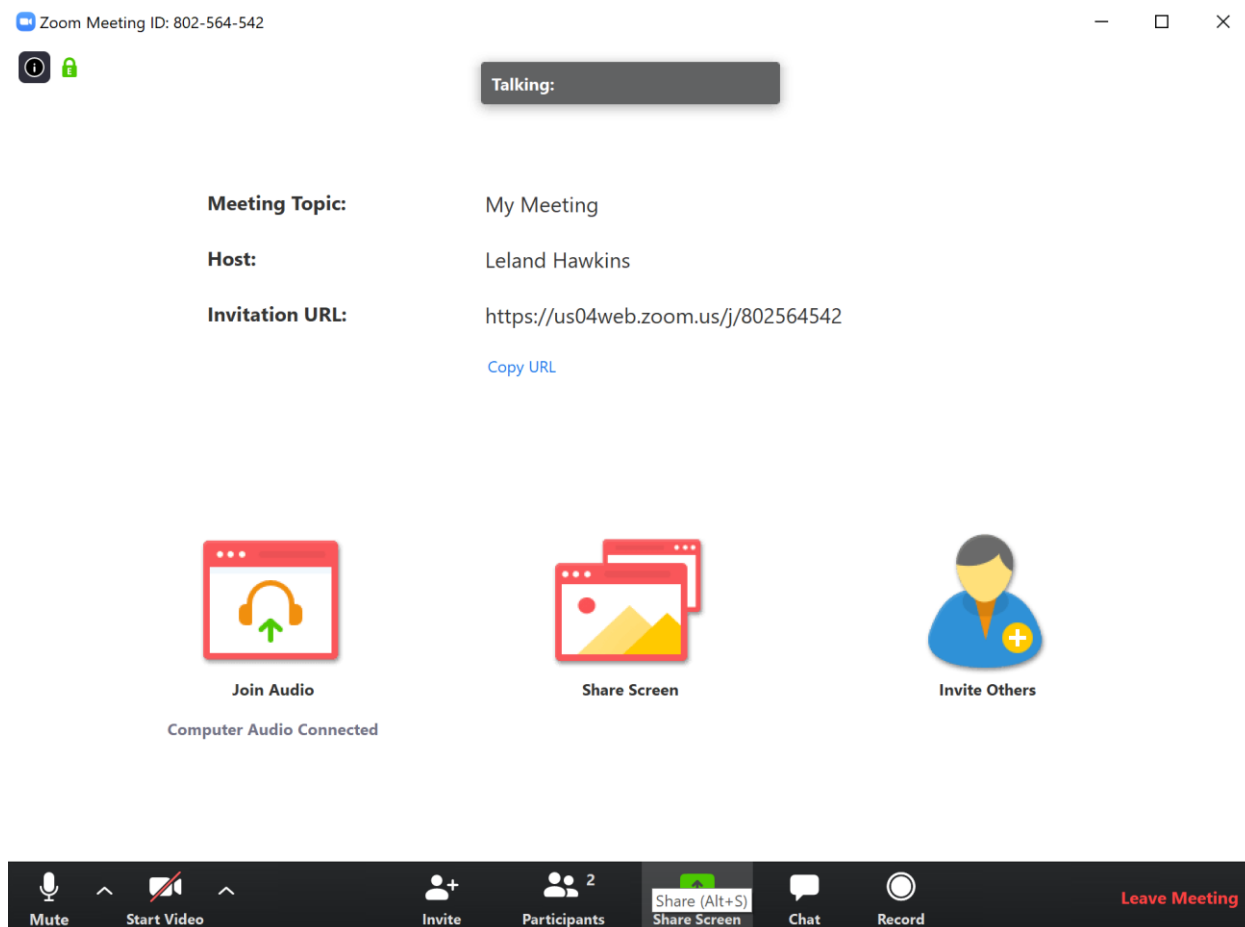 Zoom Meeting ID: 802-564-542
Talking:
Meeting Topic: My Meeting
Host: Leland Hawkins
Invitation URL: https://us04web.zoom.us/j/802564542
Copy URL
Join Audio Share Screen Invite Others
Computer Audio Connected
2
Share (Alt+S)
Mute Start Video Invite Participants Share Screen Chat Record Leave Meeting